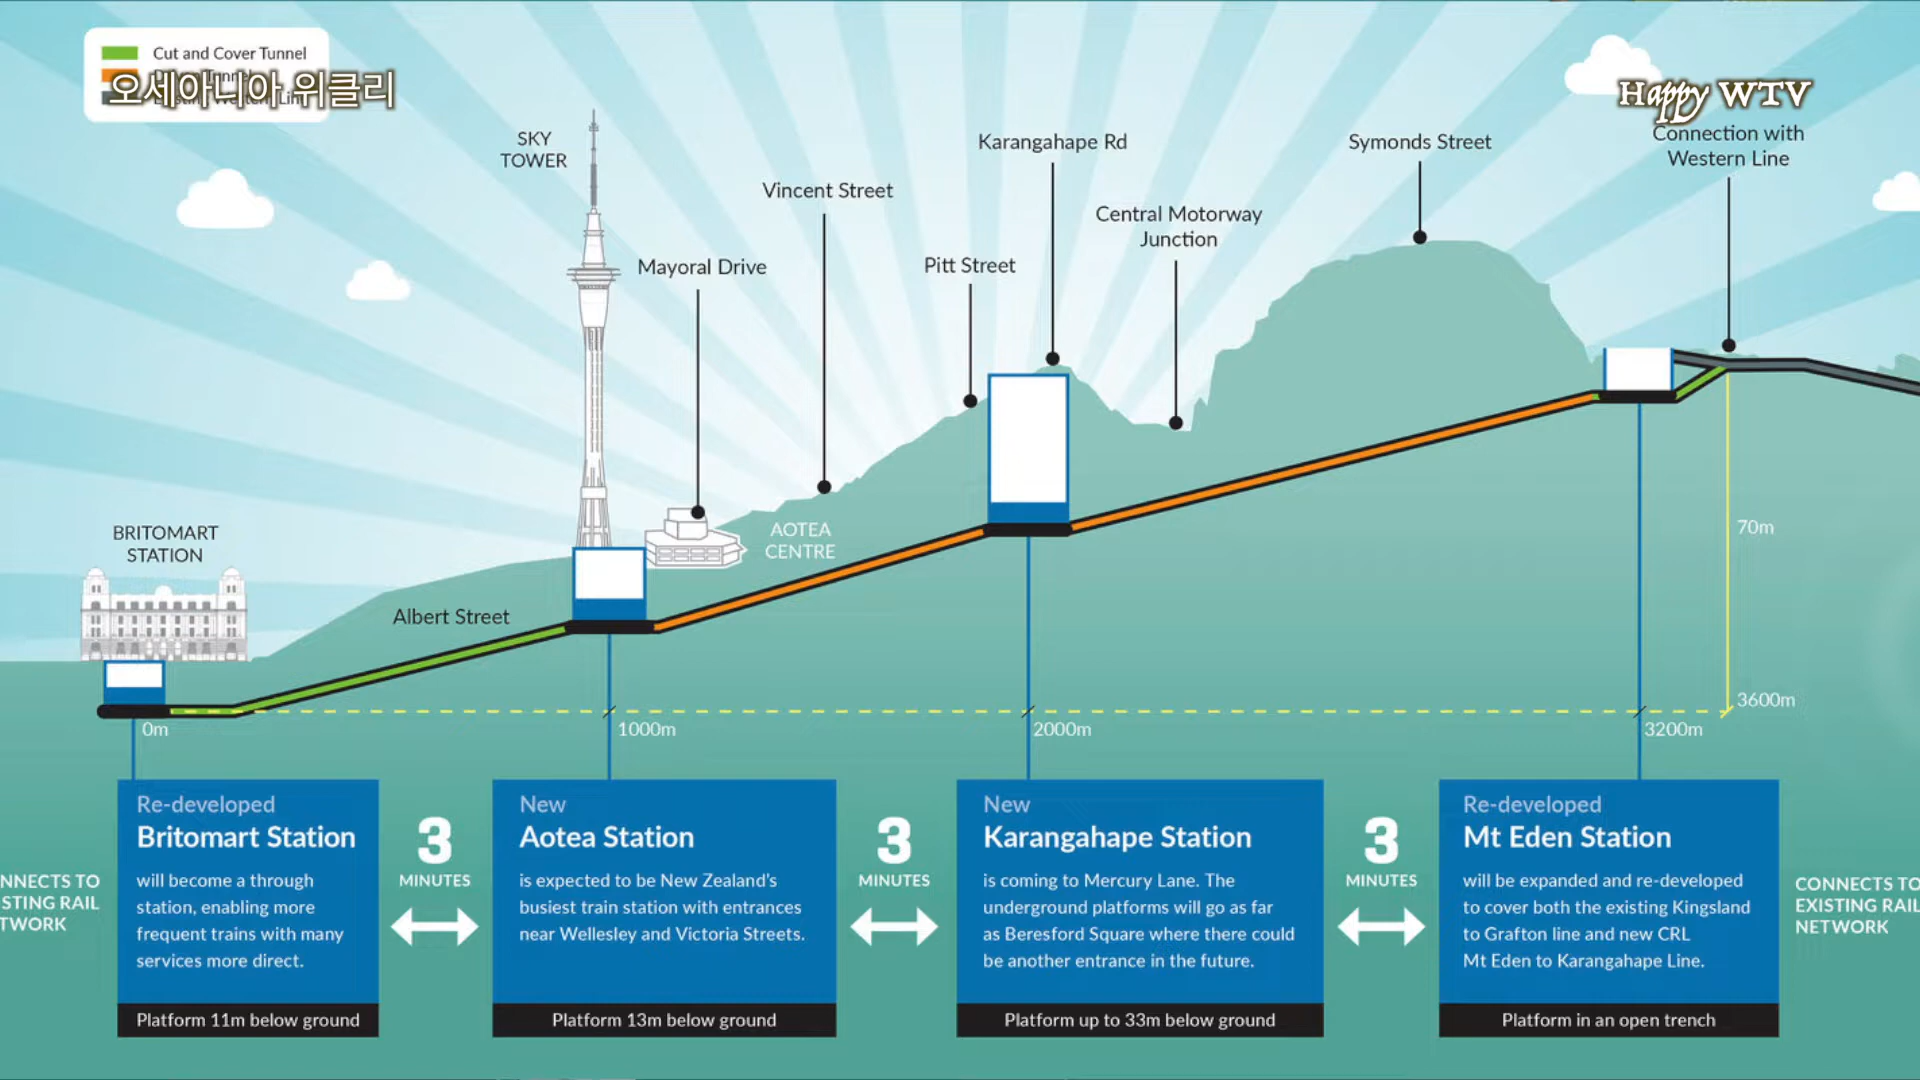 Cut and Cover Tunnel
오세아니아 위클리
Happy WTV
SKY
TOWER
Mayoral Drive
Vincent Street
Pitt Street
Karangahape Rd
Central Motorway
Junction
Symonds Street
Connection with
Western Line
BRITOMART
STATION
Albert Street
AOTEA
CENTRE
70m
3600m
0m
1000m
2000m
3200m
NNECTS TO
STING RAIL
TWORK
Re-developed
Britomart Station
will become a through
station, enabling more
frequent trains with many
services more direct.
Platform 11m below ground
3
MINUTES
New
Aotea Station
is expected to be New Zealand's
busiest train station with entrances
near Wellesley and Victoria Streets.
Platform 13m below ground
3
MINUTES
New
Karangahape Station
is coming to Mercury Lane. The
underground platforms will go as far
as Beresford Square where there could
be another entrance in the future.
Platform up to 33m below ground
3
MINUTES
Re-developed
Mt Eden Station
will be expanded and re-developed
to cover both the existing Kingsland
to Grafton line and new CRL
Mt Eden to Karangahape Line.
Platform in an open trench
CONNECTS TO
EXISTING RAIL
NETWORK